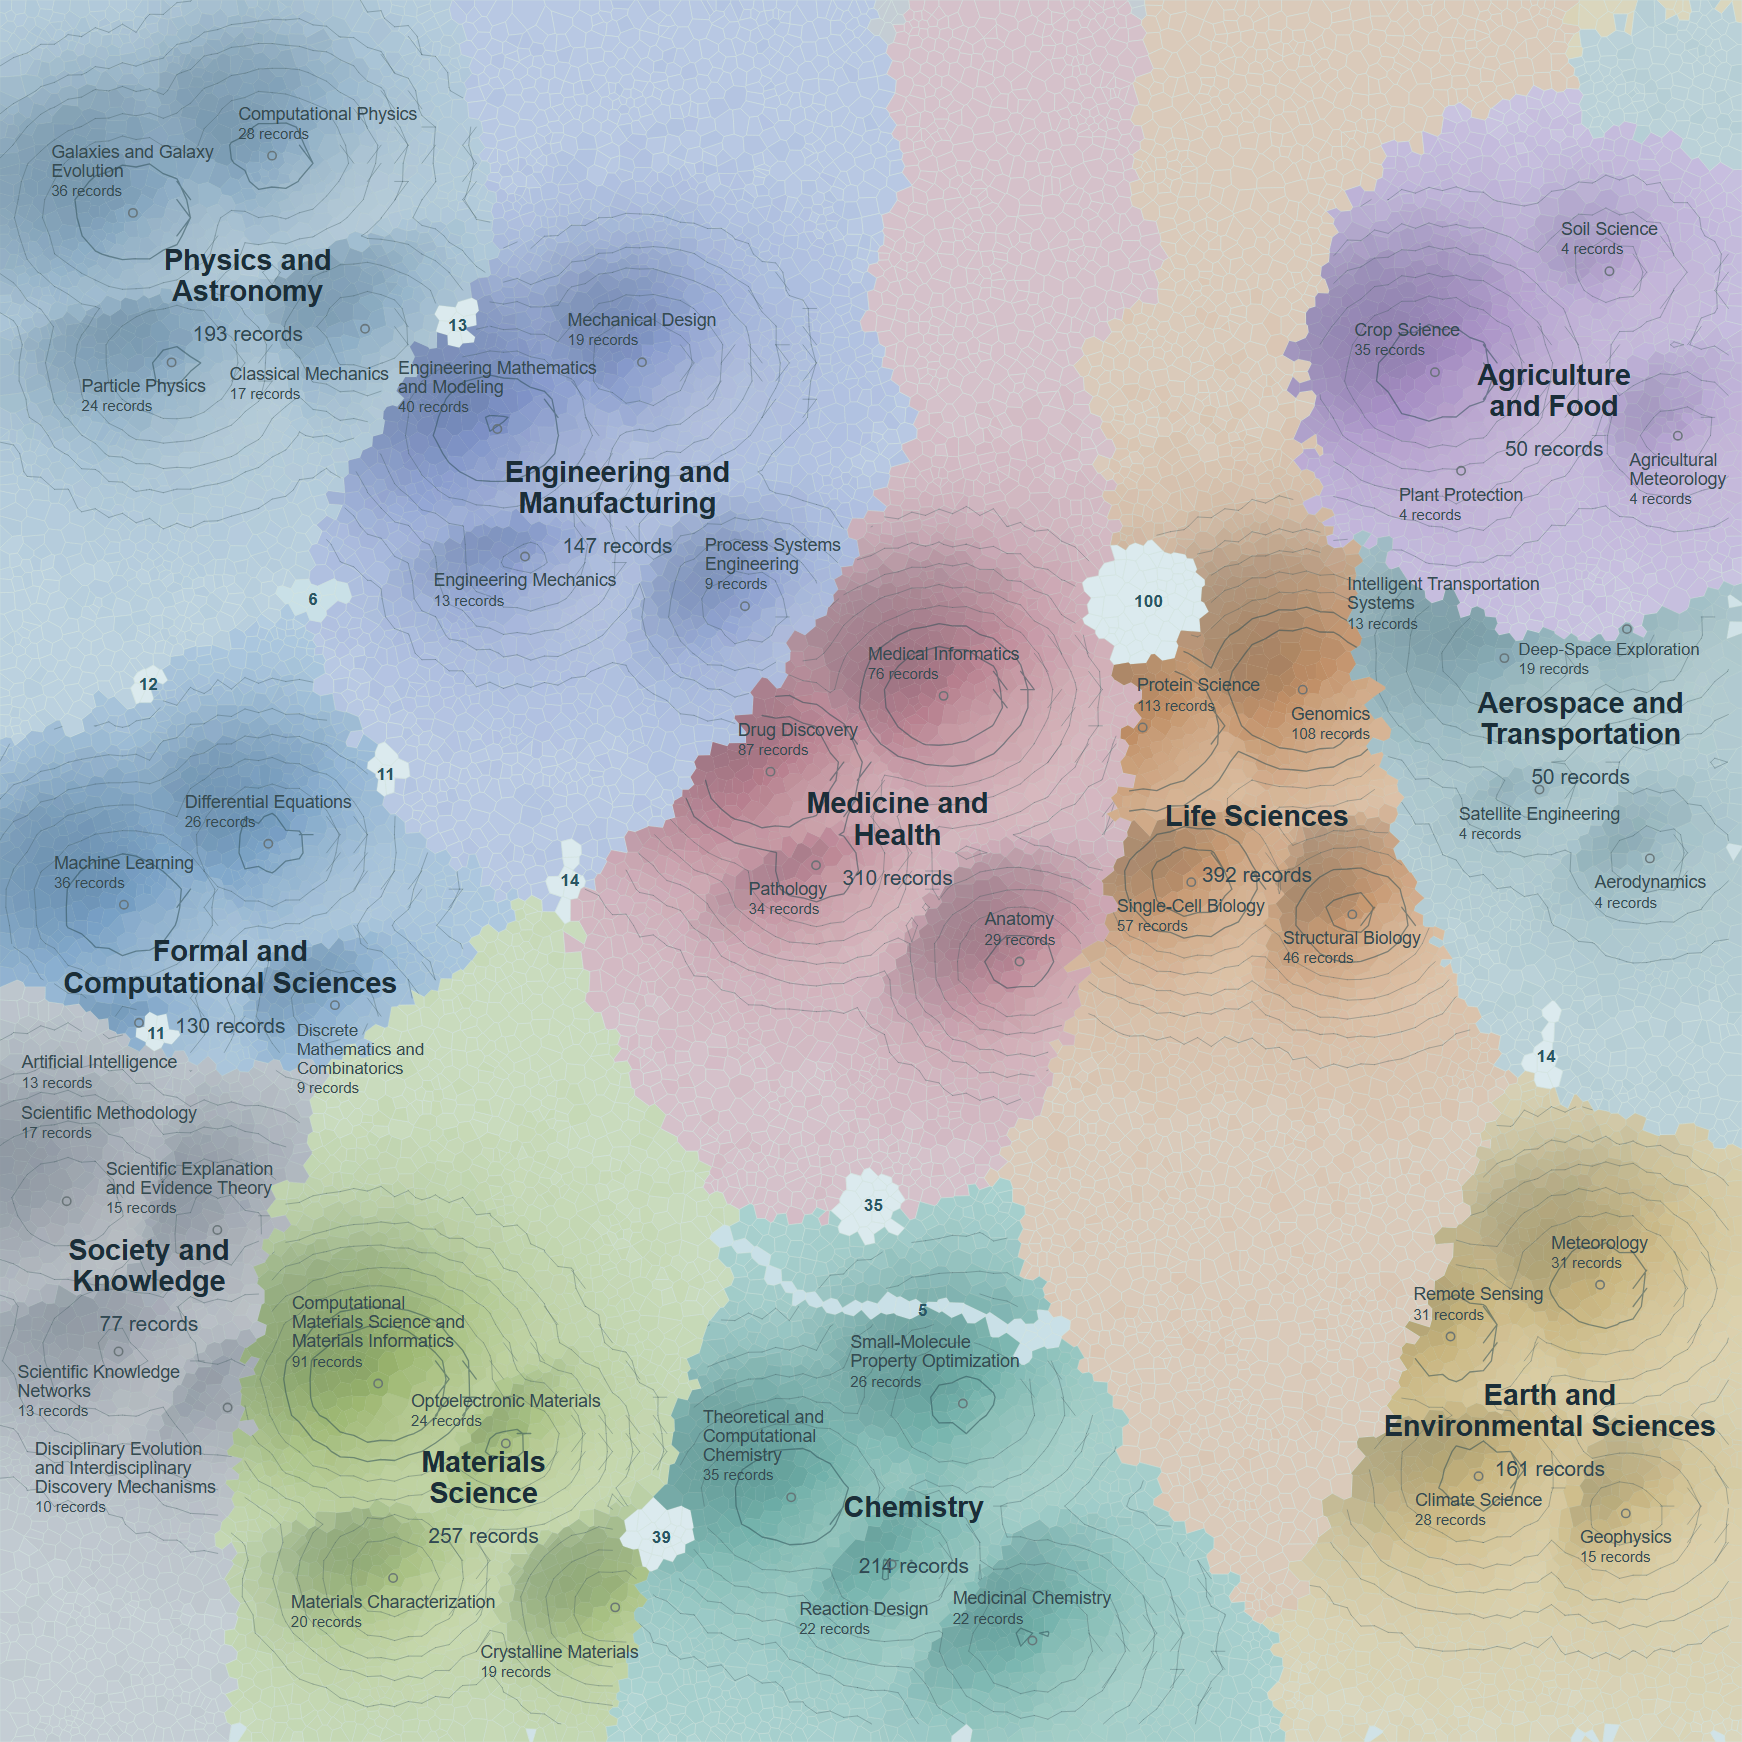 Computational Physics
28 records
Galaxies and Galaxy
Evolution
36 records
Physics and
Astronomy
193 records
Particle Physics
24 records
Classical Mechanics
17 records
13
Mechanical Design
19 records
Engineering Mathematics
and Modeling
40 records
Engineering and
Manufacturing
147 records
Engineering Mechanics
13 records
Process Systems
Engineering
9 records
Soil Science
4 records
Crop Science
35 records
Agriculture
and Food
50 records
Agricultural
Meteorology
4 records
Plant Protection
4 records
6
12
11
100
Intelligent Transportation
Systems
13 records
Deep-Space Exploration
19 records
Aerospace and
Transportation
50 records
Satellite Engineering
4 records
Aerodynamics
4 records
Medical Informatics
76 records
Drug Discovery
87 records
Medicine and
Health
310 records
Pathology
34 records
Anatomy
29 records
Protein Science
113 records
Genomics
108 records
Life Sciences
392 records
Single-Cell Biology
57 records
Structural Biology
46 records
Differential Equations
26 records
Machine Learning
36 records
Formal and
Computational Sciences
130 records
11
14
14
Discrete
Mathematics and
Combinatorics
9 records
Artificial Intelligence
13 records
Scientific Methodology
17 records
Scientific Explanation
and Evidence Theory
15 records
Society and
Knowledge
77 records
Scientific Knowledge
Networks
13 records
Disciplinary Evolution
and Interdisciplinary
Discovery Mechanisms
10 records
Computational
Materials Science and
Materials Informatics
91 records
Optoelectronic Materials
24 records
Materials
Science
257 records
Materials Characterization
20 records
Crystalline Materials
19 records
35
5
39
Small-Molecule
Property Optimization
26 records
Theoretical and
Computational
Chemistry
35 records
Chemistry
214 records
Reaction Design
22 records
Medicinal Chemistry
22 records
Meteorology
31 records
Remote Sensing
31 records
Earth and
Environmental Sciences
161 records
Climate Science
28 records
Geophysics
15 records